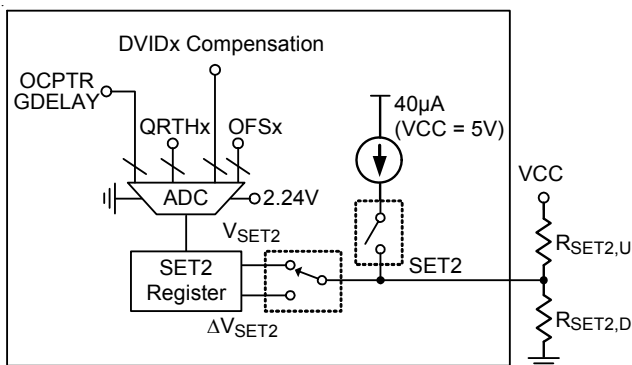 DVIDx Compensation
OCPTR
GDELAY
QRTHx
OFSx
40µA
(VCC = 5V)
ADC
2.24V
VCC
VSET2
SET2
Register
SET2
RSET2,U
ΔVSET2
RSET2,D